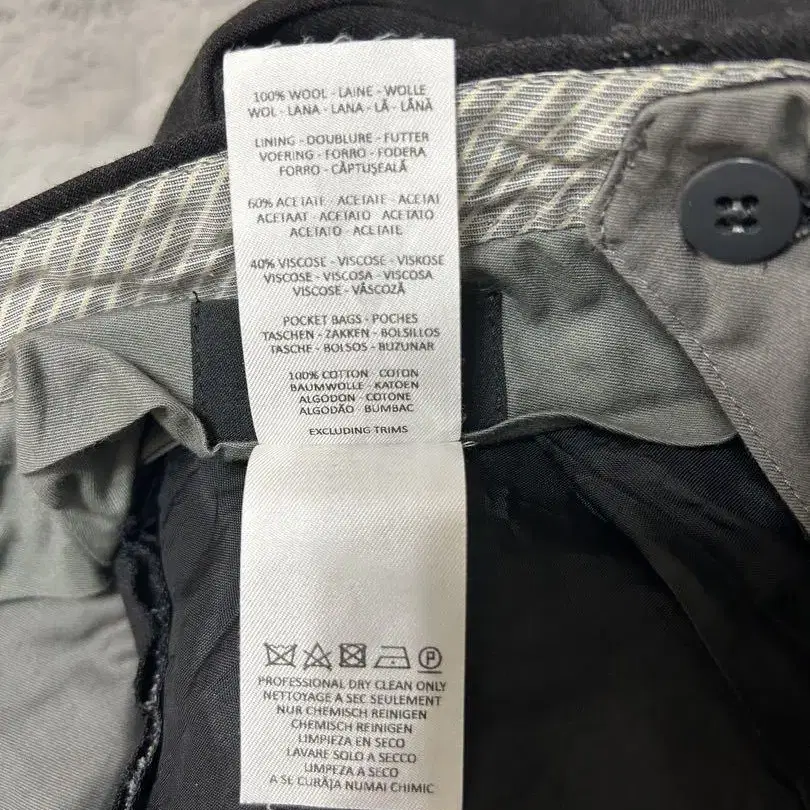 100% WOOL - LAINE - WOLLE
WOL - LANA - LANA - LÃ - LÂNĂ
LINING - DOUBLURE - FUTTER
VOERING - FORRO - FODERA
FORRO - CĂPTUŞEALĂ
60% ACETATE - ACETATE - ACETAT
ACETAAT - ACETATO - ACETATO
ACETATO - ACETATE
40% VISCOSE - VISCOSE - VISKOSE
VISCOSE - VISCOSA - VISCOSA
VISCOSE - VÂSCOZĂ
POCKET BAGS - POCHES
TASCHEN - ZAKKEN - BOLSILLOS
TASCHE - BOLSOS - BUZUNAR
100% COTTON - COTON
BAUMWOLLE - KATOEN
ALGODON - COTONE
ALGODÃO - BUMBAC
EXCLUDING TRIMS
P
PROFESSIONAL DRY CLEAN ONLY
NETTOYAGE A SEC SEULEMENT
NUR CHEMISCH REINIGEN
CHEMISCH REINIGEN
LIMPIEZA EN SECO
LAVARE SOLO A SECCO
LIMPEZA A SECO
A SE CURĂŢA NUMAI CHIMIC